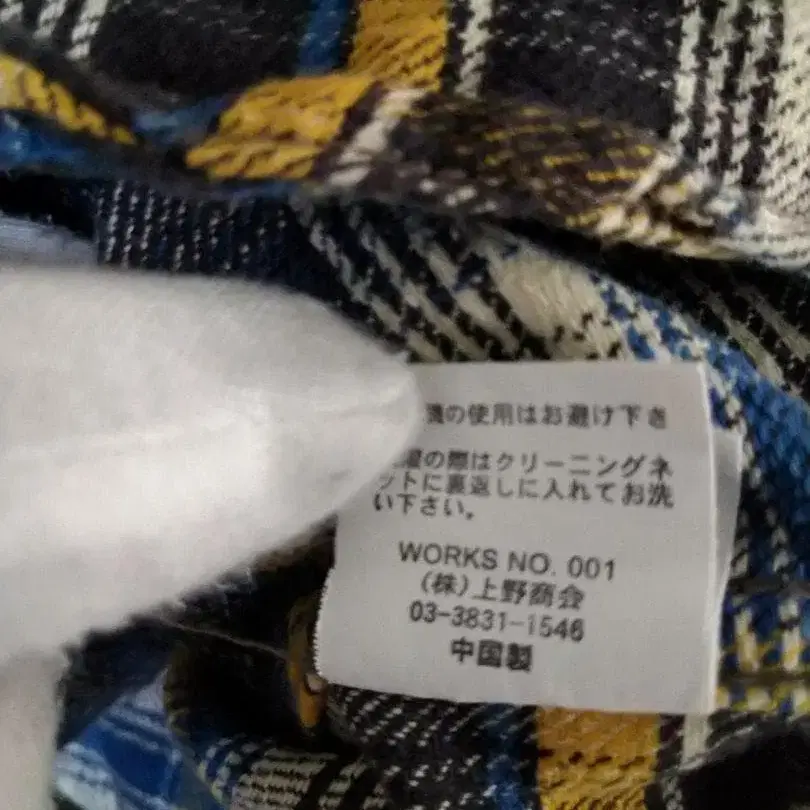 の使用はお避け下さ
の際はクリーニングネ
ットに裏返しに入れてお洗
い下さい。
WORKS NO. 001
(株)上野商会
03-3831-1546
中国製